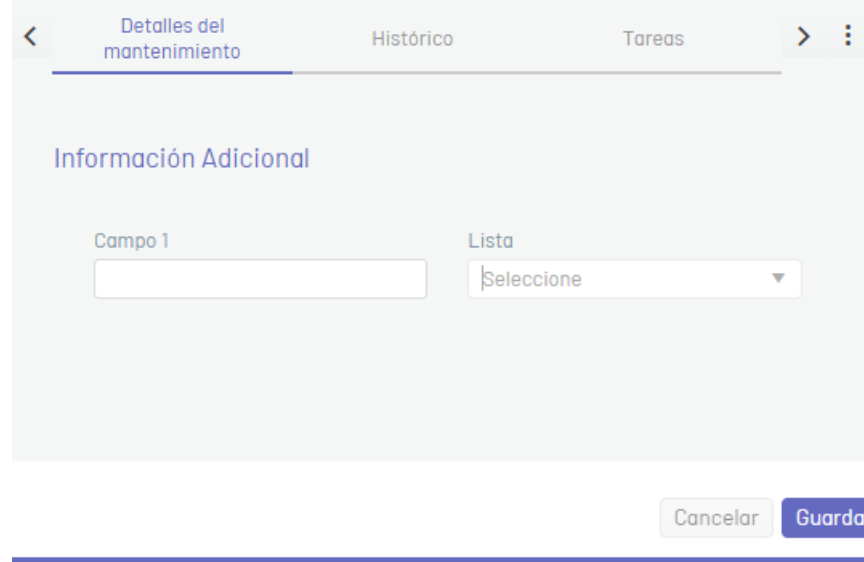 Detalles del
mantenimiento
Histórico
Tareas
Información Adicional
Campo 1
Lista
Seleccione
Cancelar
Guarda